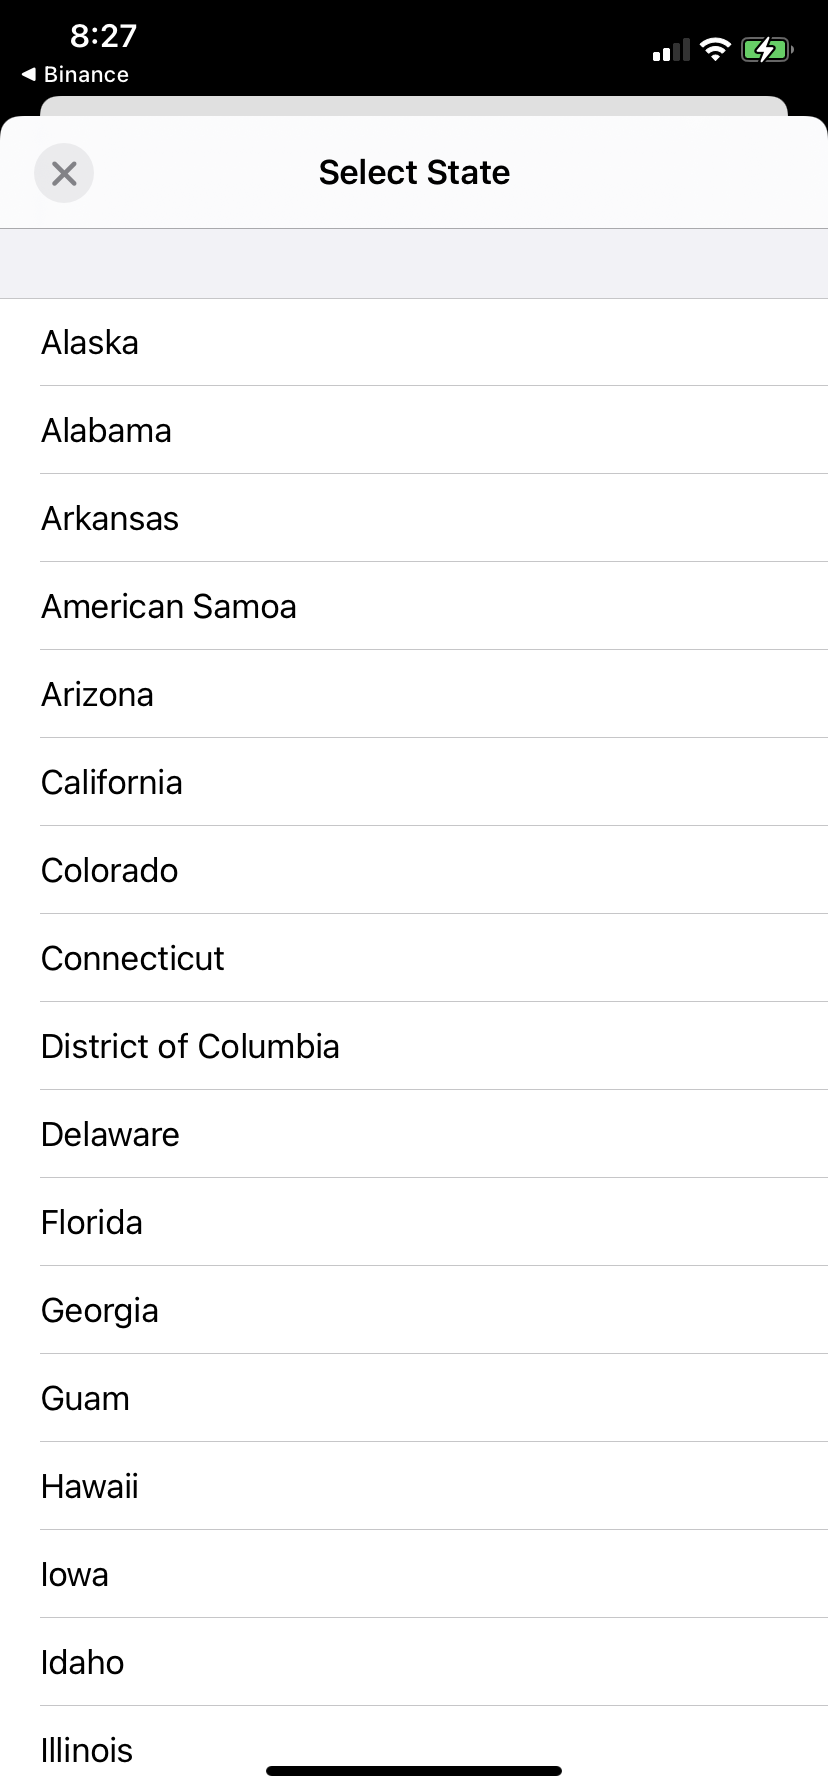 8:27
◀ Binance
Select State
Alaska
Alabama
Arkansas
American Samoa
Arizona
California
Colorado
Connecticut
District of Columbia
Delaware
Florida
Georgia
Guam
Hawaii
Iowa
Idaho
Illinois